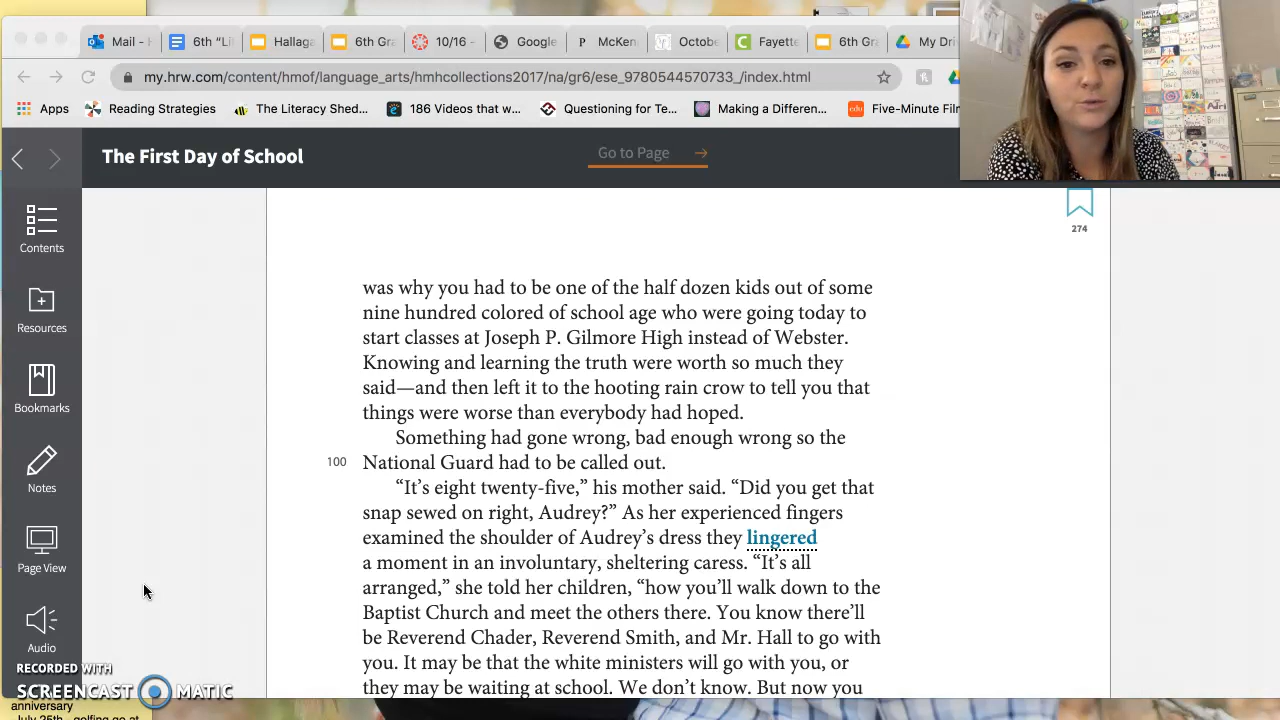 Mail - H
6th "Li
Hallaga
6th Gra
10/
Google
McKen
Octobe
Fayette
6th Gra
My Driv
my.hrw.com/content/hmof/language_arts/hmhcollections2017/na/gr6/ese_9780544570733_/index.html
Apps
Reading Strategies
The Literacy Shed...
186 Videos That w...
Questioning for Te...
Making a Differen...
edu
Five-Minute Fil
The First Day of School
Go to Page →
274
Contents
Resources
Bookmarks
Notes
Page View
Audio
was why you had to be one of the half dozen kids out of some
nine hundred colored of school age who were going today to
start classes at Joseph P. Gilmore High instead of Webster.
Knowing and learning the truth were worth so much they
said—and then left it to the hooting rain crow to tell you that
things were worse than everybody had hoped.
Something had gone wrong, bad enough wrong so the
100 National Guard had to be called out.
“It’s eight twenty-five,” his mother said. “Did you get that
snap sewed on right, Audrey?” As her experienced fingers
examined the shoulder of Audrey’s dress they lingered
a moment in an involuntary, sheltering caress. “It’s all
arranged,” she told her children, “how you’ll walk down to the
Baptist Church and meet the others there. You know there’ll
be Reverend Chader, Reverend Smith, and Mr. Hall to go with
you. It may be that the white ministers will go with you, or
they may be waiting at school. We don’t know. But now you
RECORDED WITH
SCREENCAST MATIC
anniversary
July 25th - golfing go at